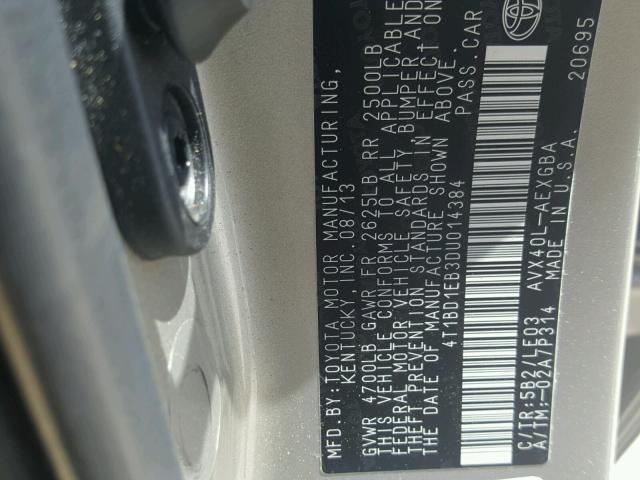 MFD.BY:TOYOTA MOTOR MANUFACTURING,
KENTUCKY,INC. 08/13
GVWR 4700LB GAWR FR 2625LB RR 2500LB
THIS VEHICLE CONFORMS TO ALL APPLICABLE
FEDERAL MOTOR VEHICLE SAFETY, BUMPER,AND
THEFT PREVENTION STANDARDS IN EFFECT ON
THE DATE OF MANUFACTURE SHOWN ABOVE.
4T1BD1EB3DU014384 PASS.CAR
C/TR:5B2/LE03 AVX40L-AEXGBA
A/TM:-02A7P314 MADE IN U.S.A.
20695